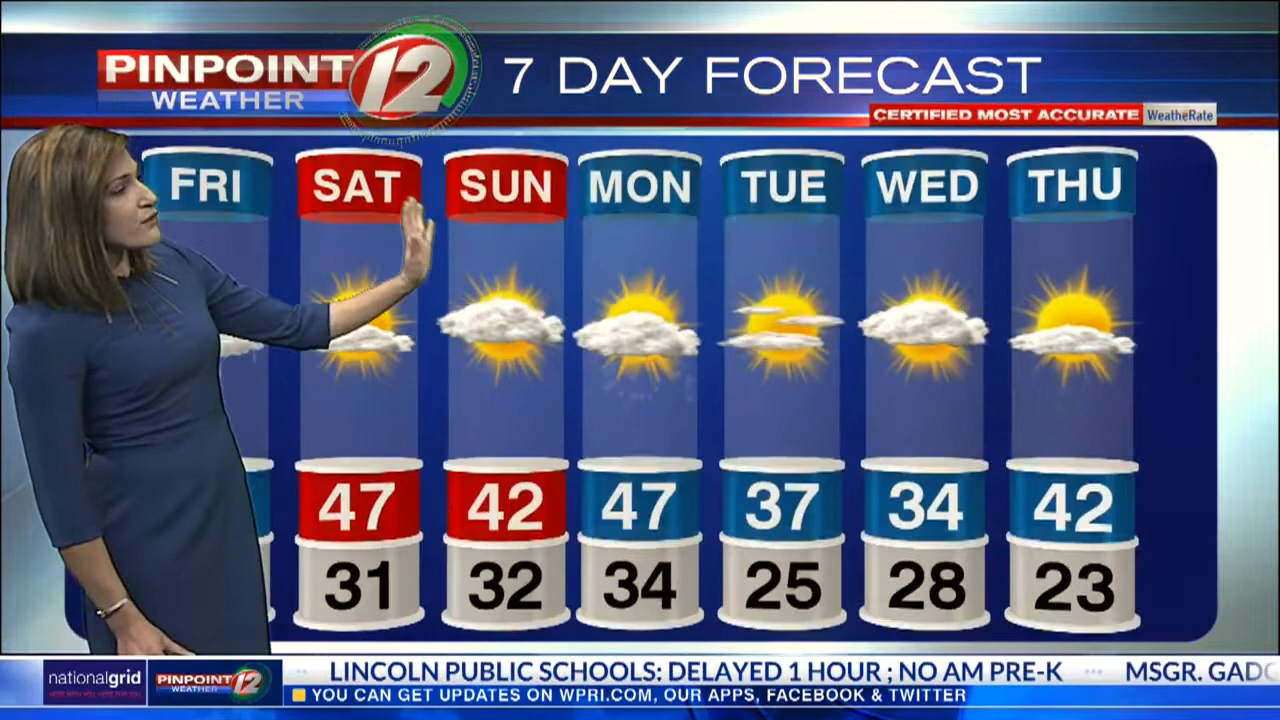 PINPOINT 12
WEATHER
7 DAY FORECAST
CERTIFIED MOST ACCURATE WeatheRate
FRI SAT SUN MON TUE WED THU
47 42 47 37 34 42
31 32 34 25 28 23
nationalgrid
PINPOINT 12
WEATHER
LINCOLN PUBLIC SCHOOLS: DELAYED 1 HOUR ; NO AM PRE-K ... MSGR. GADO
YOU CAN GET UPDATES ON WPRI.COM, OUR APPS, FACEBOOK & TWITTER